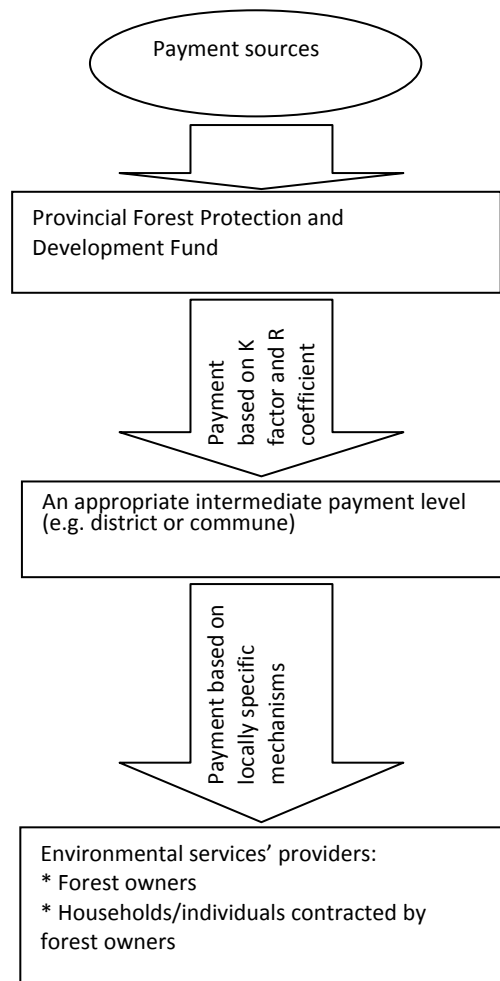 Payment sources
Provincial Forest Protection and
Development Fund
Payment
based on K
factor and R
coefficient
An appropriate intermediate payment level
(e.g. district or commune)
Payment based on
locally specific
mechanisms
Environmental services’ providers:
* Forest owners
* Households/individuals contracted by
forest owners